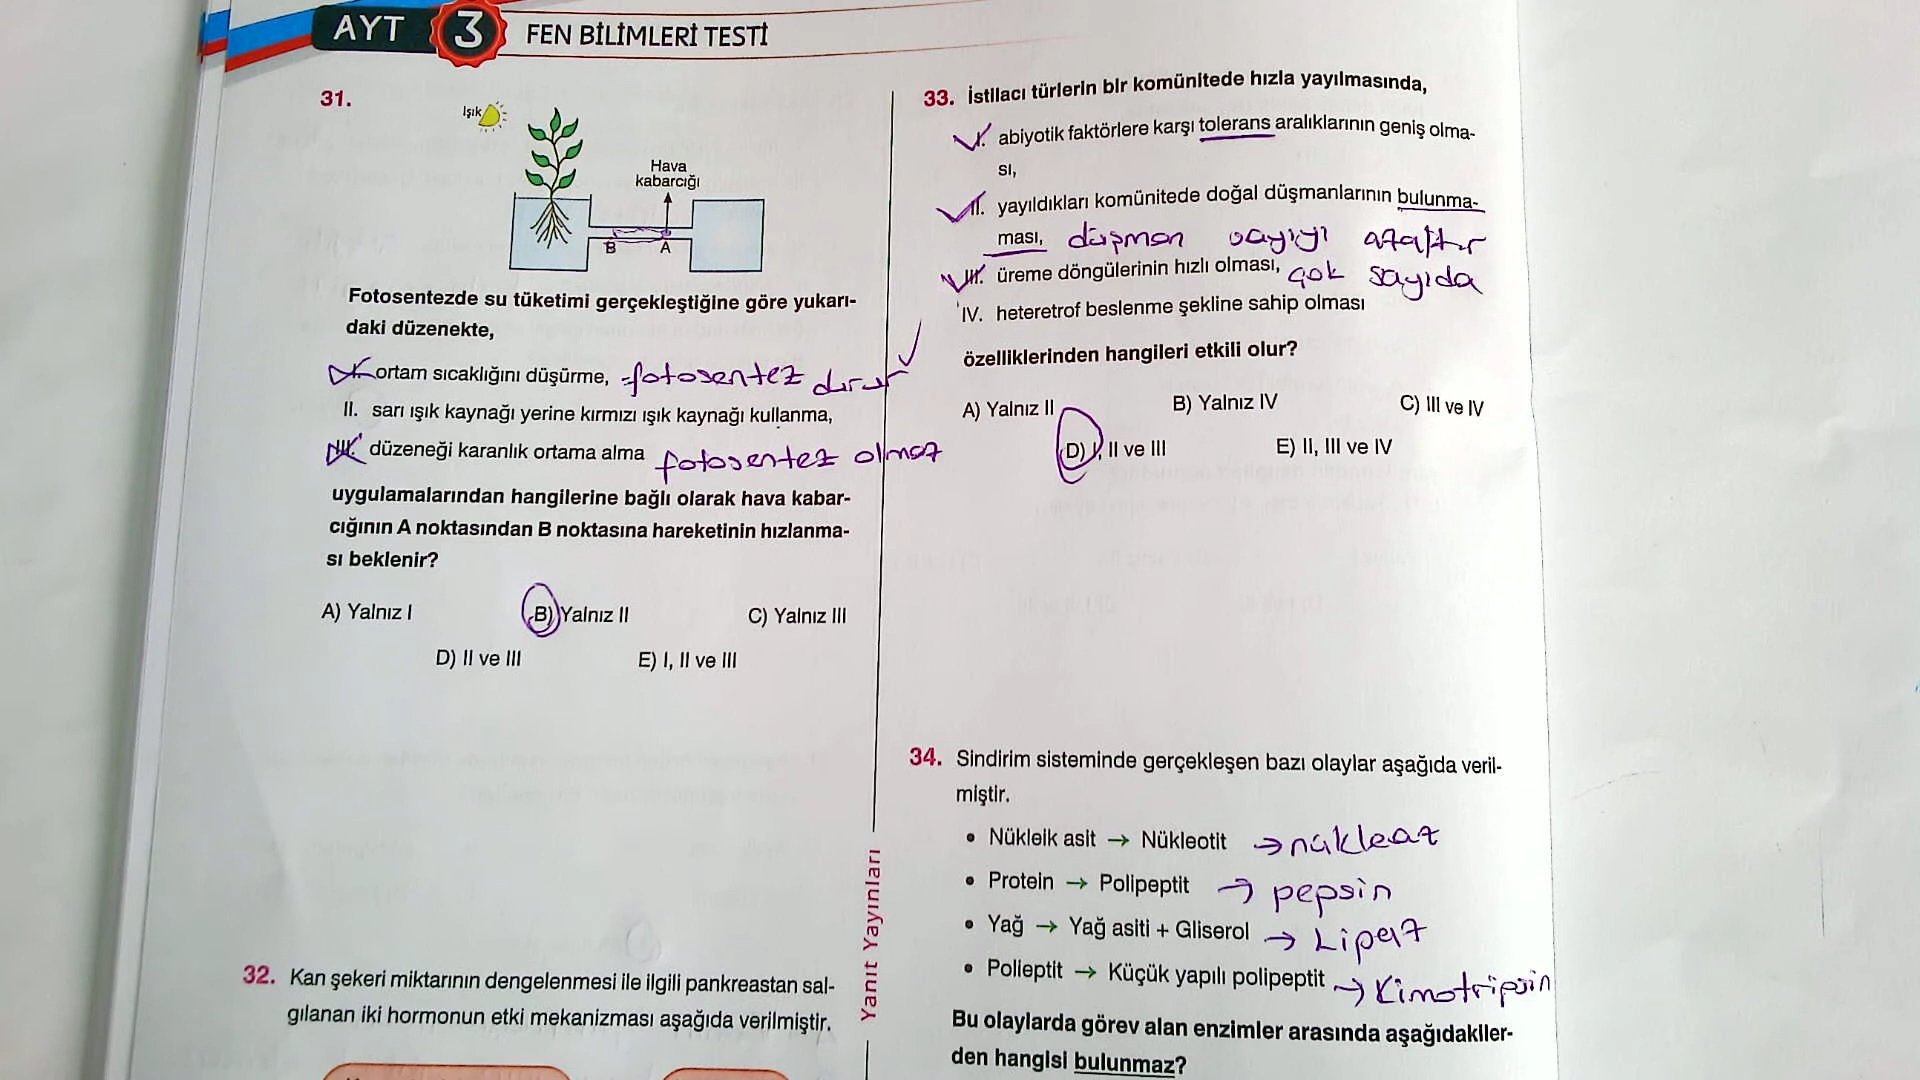 AYT 3 FEN BİLİMLERİ TESTİ
31.
Işık
Hava
kabarcığı
B A
Fotosentezde su tüketimi gerçekleştiğine göre yukarı-
daki düzenekte,
I. ortam sıcaklığını düşürme, fotosentez durur
II. sarı ışık kaynağı yerine kırmızı ışık kaynağı kullanma,
III. düzeneği karanlık ortama alma fotosentez olmaz
uygulamalarından hangilerine bağlı olarak hava kabar-
cığının A noktasından B noktasına hareketinin hızlanma-
sı beklenir?
A) Yalnız I B) Yalnız II C) Yalnız III
D) II ve III E) I, II ve III
32. Kan şekeri miktarının dengelenmesi ile ilgili pankreastan sal-
gılanan iki hormonun etki mekanizması aşağıda verilmiştir.
Yanıt Yayınları
33. İstilacı türlerin bir komünitede hızla yayılmasında,
I. abiyotik faktörlere karşı tolerans aralıklarının geniş olma-
sı,
II. yayıldıkları komünitede doğal düşmanlarının bulunma-
ması, düşman sayıyı azaltır
III. üreme döngülerinin hızlı olması, çok sayıda
IV. heteretrof beslenme şekline sahip olması
özelliklerinden hangileri etkili olur?
A) Yalnız II B) Yalnız IV C) III ve IV
D) I, II ve III E) II, III ve IV
34. Sindirim sisteminde gerçekleşen bazı olaylar aşağıda veril-
miştir.
• Nükleik asit → Nükleotit → nükleaz
• Protein → Polipeptit → pepsin
• Yağ → Yağ asiti + Gliserol → Lipaz
• Polieptit → Küçük yapılı polipeptit → Kimotripsin
Bu olaylarda görev alan enzimler arasında aşağıdakiler-
den hangisi bulunmaz?